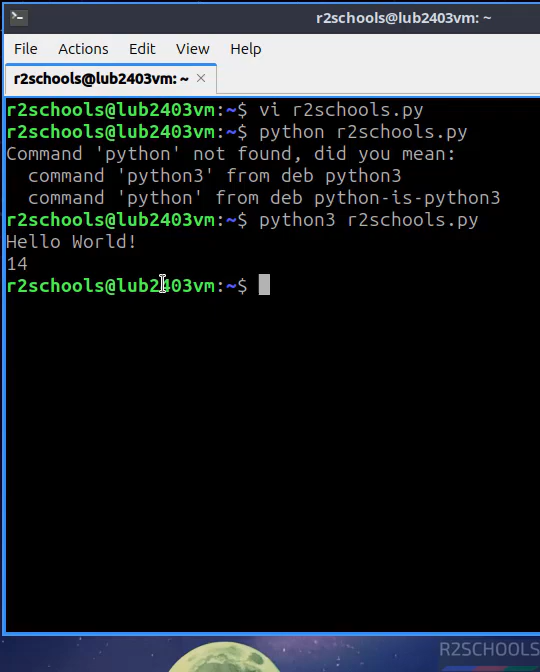 r2schools@lub2403vm: ~
File Actions Edit View Help
r2schools@lub2403vm: ~ ×
r2schools@lub2403vm:~$ vi r2schools.py
r2schools@lub2403vm:~$ python r2schools.py
Command 'python' not found, did you mean:
  command 'python3' from deb python3
  command 'python' from deb python-is-python3
r2schools@lub2403vm:~$ python3 r2schools.py
Hello World!
14
r2schools@lub2403vm:~$
R2SCHOOLS